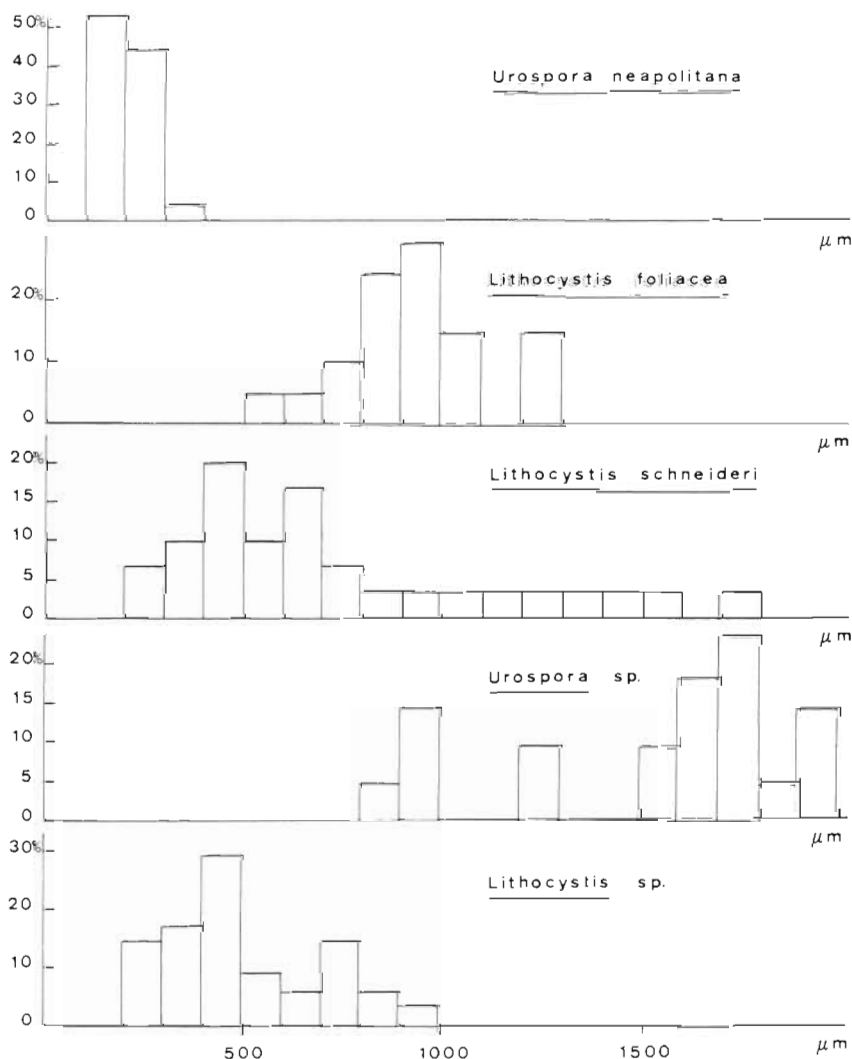 50%
40
30
20
10
0
Urospora neapolitana
µm
20%
10
0
Lithocystis foliacea
µm
20%
15
10
5
0
Lithocystis schneideri
µm
20%
15
10
5
0
Urospora sp.
µm
30%
20
10
0
Lithocystis sp.
500 1000 1500 µm